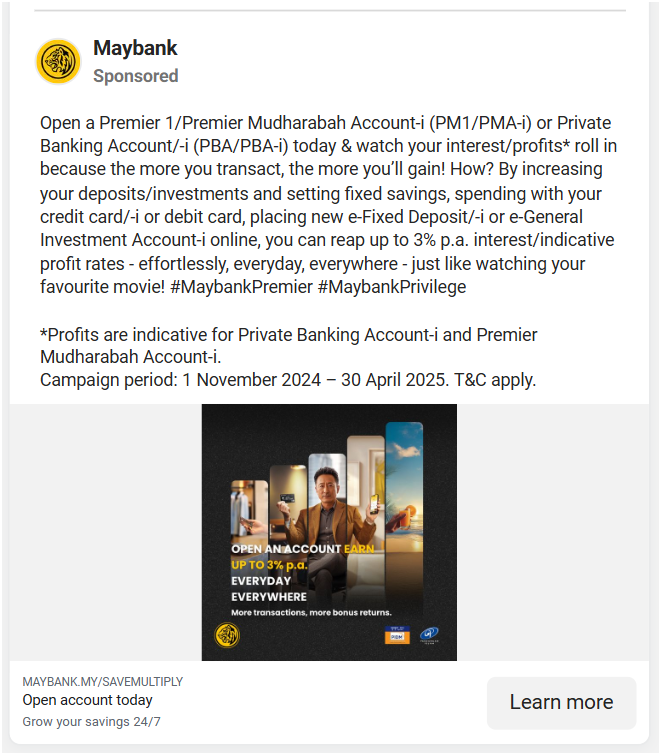 Maybank
Sponsored
Open a Premier 1/Premier Mudharabah Account-i (PM1/PMA-i) or Private
Banking Account/-i (PBA/PBA-i) today & watch your interest/profits* roll in
because the more you transact, the more you’ll gain! How? By increasing
your deposits/investments and setting fixed savings, spending with your
credit card/-i or debit card, placing new e-Fixed Deposit/-i or e-General
Investment Account-i online, you can reap up to 3% p.a. interest/indicative
profit rates - effortlessly, everyday, everywhere - just like watching your
favourite movie! #MaybankPremier #MaybankPrivilege
*Profits are indicative for Private Banking Account-i and Premier
Mudharabah Account-i.
Campaign period: 1 November 2024 – 30 April 2025. T&C apply.
OPEN AN ACCOUNT EARN
UP TO 3% p.a.
EVERYDAY
EVERYWHERE
More transactions, more bonus returns.
PIDM
MAYBANK.MY/SAVEMULTIPLY
Open account today
Grow your savings 24/7
Learn more